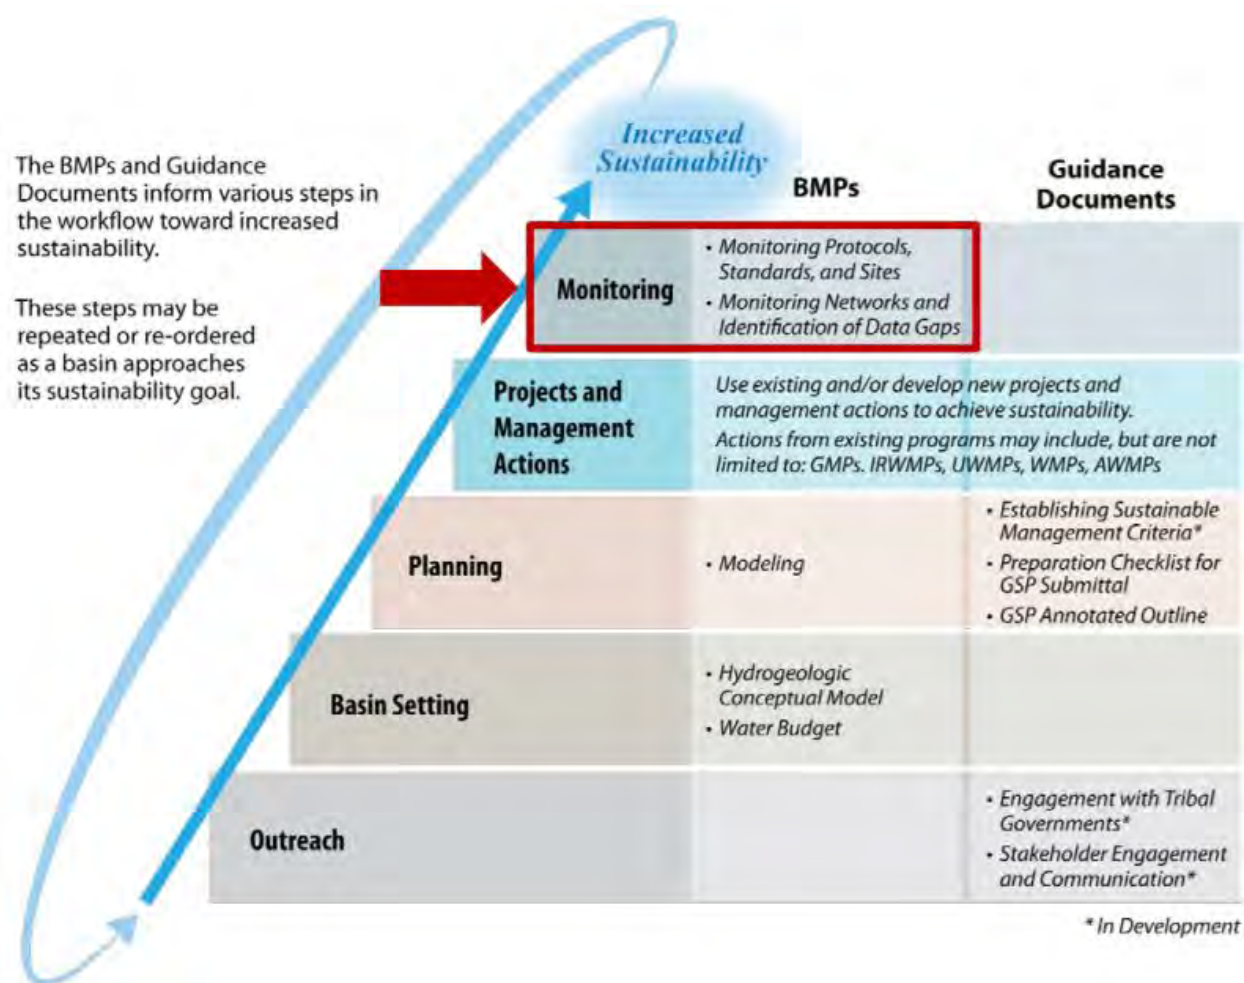 The BMPs and Guidance
Documents inform various steps in
the workflow toward increased
sustainability.
These steps may be
repeated or re-ordered
as a basin approaches
its sustainability goal.
Increased
Sustainability
BMPs
Guidance
Documents
Monitoring
• Monitoring Protocols,
Standards, and Sites
• Monitoring Networks and
Identification of Data Gaps
Projects and
Management
Actions
Use existing and/or develop new projects and
management actions to achieve sustainability.
Actions from existing programs may include, but are not
limited to: GMPs. IRWMPs, UWMPs, WMPs, AWMPs
Planning
• Modeling
• Establishing Sustainable
Management Criteria*
• Preparation Checklist for
GSP Submittal
• GSP Annotated Outline
Basin Setting
• Hydrogeologic
Conceptual Model
• Water Budget
Outreach
• Engagement with Tribal
Governments*
• Stakeholder Engagement
and Communication*
* In Development